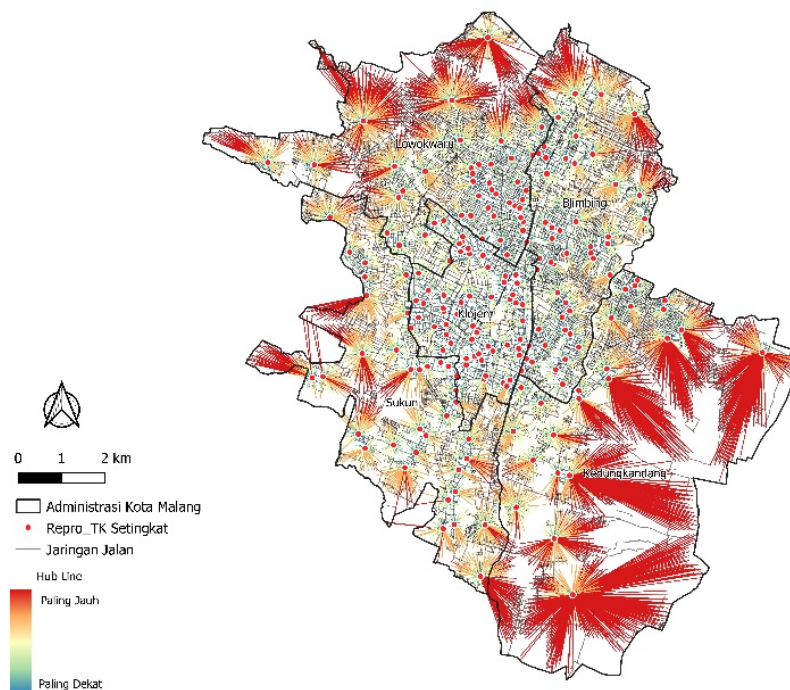 Lowokwaru
Blimbing
Klojen
Sukun
Kedungkandang
0 1 2 km
Administrasi Kota Malang
Repro_TK Setingkat
Jaringan Jalan
Hub Line
Paling Jauh
Paling Dekat